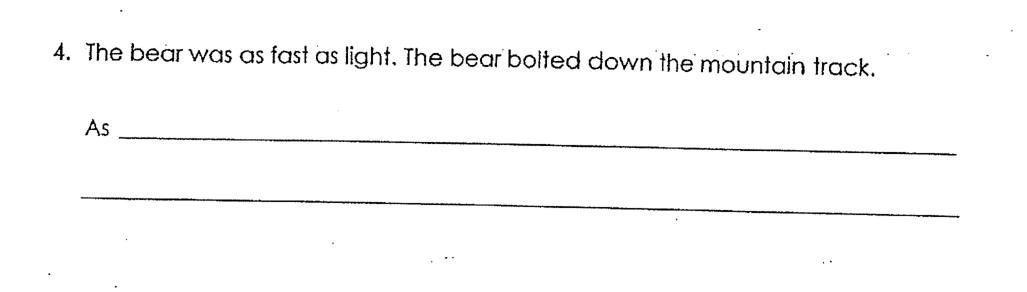 4. The bear was as fast as light. The bear bolted down the mountain track.
As